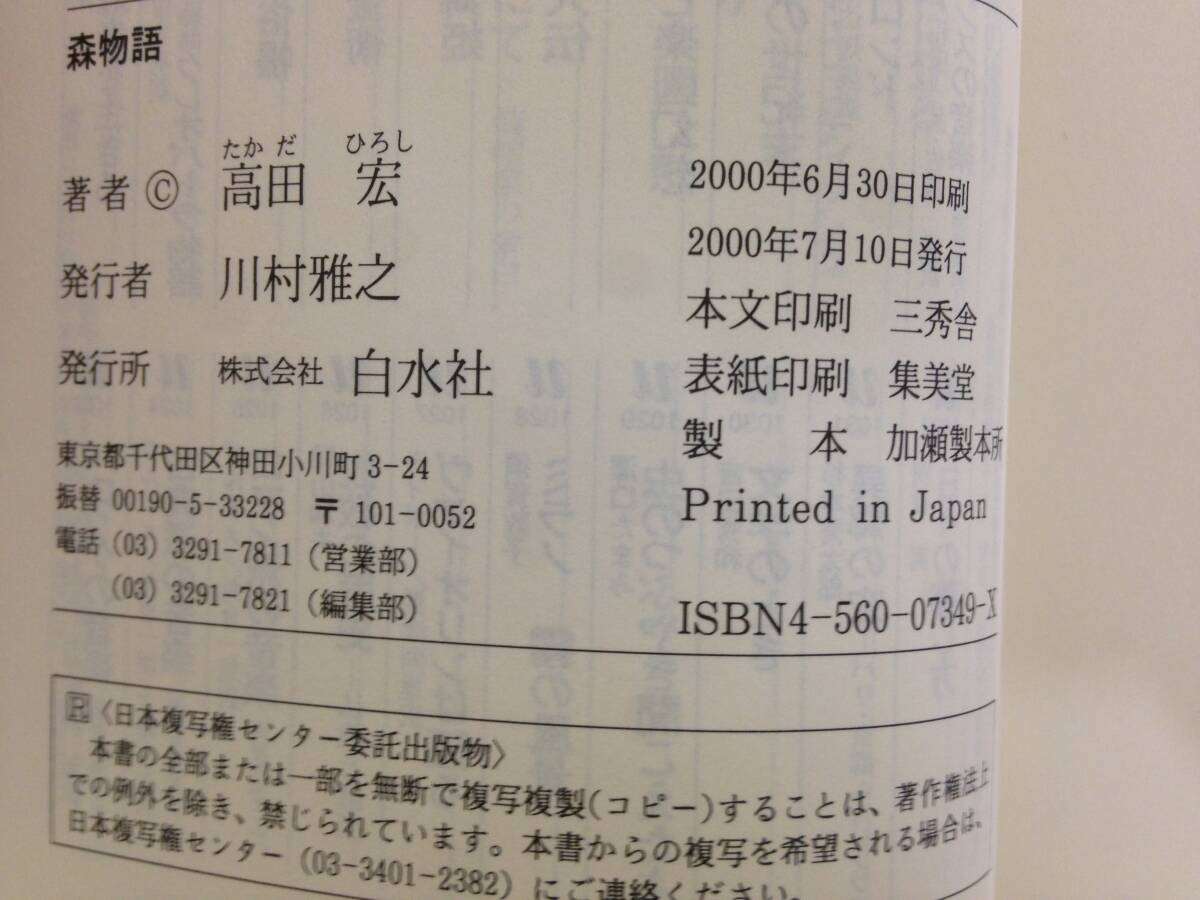 森物語
たかだ ひろし
著者 © 高田 宏
発行者 川村雅之
発行所 株式会社 白水社
東京都千代田区神田小川町3-24
振替 00190-5-33228 〒 101-0052
電話 (03) 3291-7811 (営業部)
(03) 3291-7821 (編集部)
2000年6月30日印刷
2000年7月10日発行
本文印刷 三秀舎
表紙印刷 集美堂
製本 加瀬製本所
Printed in Japan
ISBN4-560-07349-X
R〈日本複写権センター委託出版物〉
本書の全部または一部を無断で複写複製(コピー)することは、著作権法上
での例外を除き、禁じられています。本書からの複写を希望される場合は、
日本複写権センター (03-3401-2382) にご連絡ください。